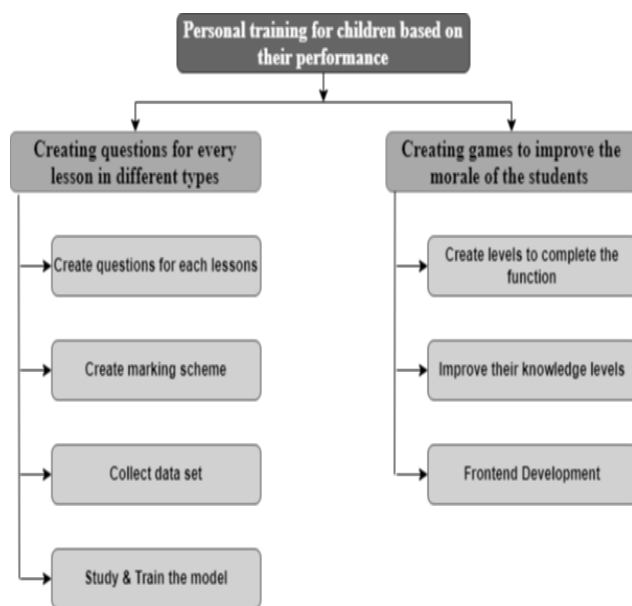 Personal training for children based on
their performance
Creating questions for every
lesson in different types
Creating games to improve the
morale of the students
Create questions for each lessons
Create marking scheme
Collect data set
Study & Train the model
Create levels to complete the
function
Improve their knowledge levels
Frontend Development